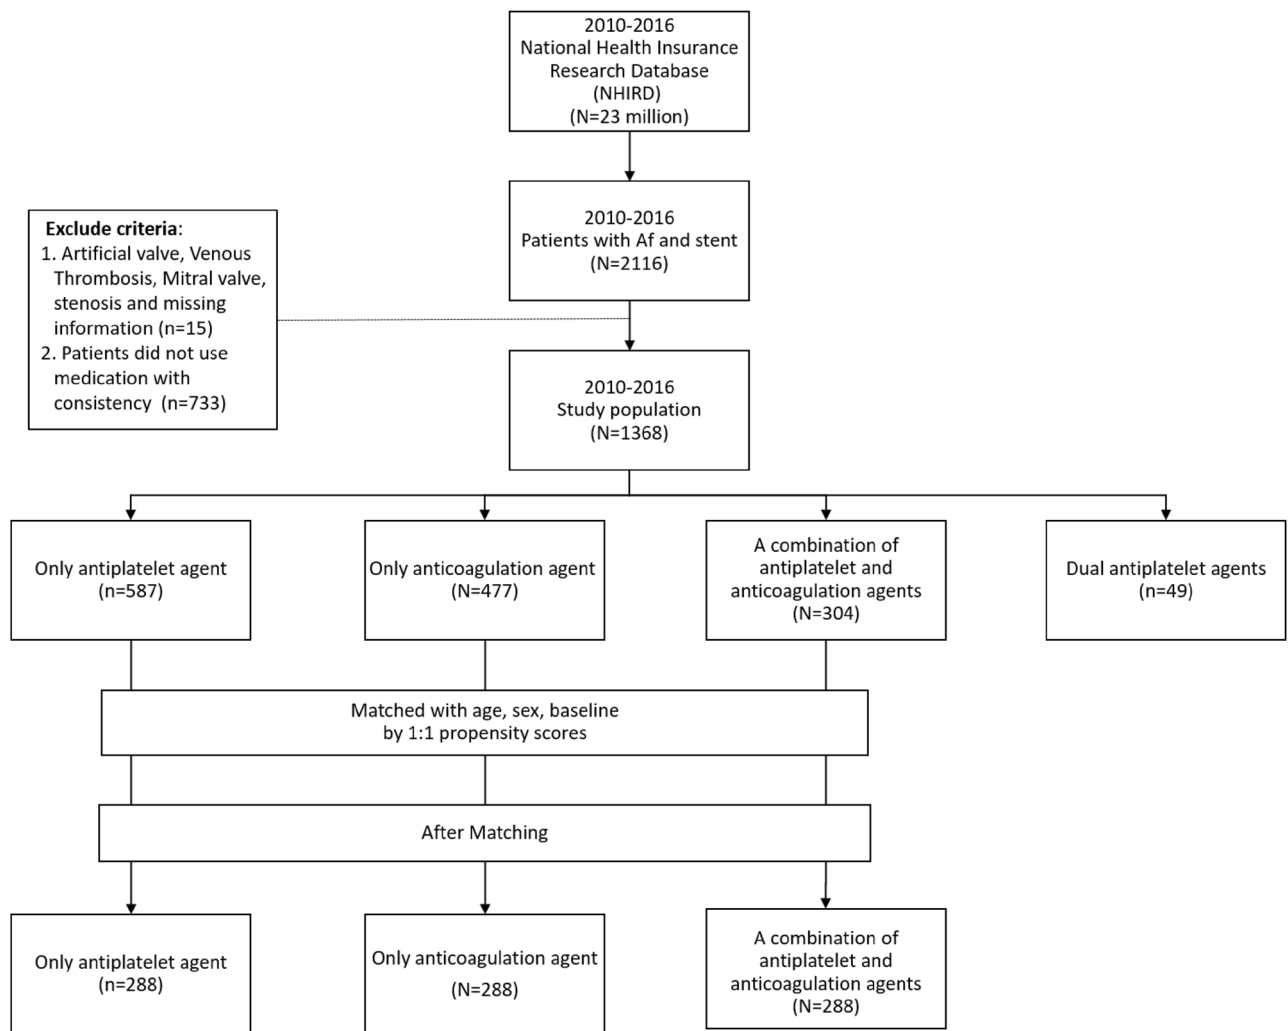 2010-2016
National Health Insurance
Research Database
(NHIRD)
(N=23 million)
2010-2016
Patients with Af and stent
(N=2116)
Exclude criteria:
1. Artificial valve, Venous
Thrombosis, Mitral valve,
stenosis and missing
information (n=15)
2. Patients did not use
medication with
consistency (n=733)
2010-2016
Study population
(N=1368)
Only antiplatelet agent
(n=587)
Only anticoagulation agent
(N=477)
A combination of
antiplatelet and
anticoagulation agents
(N=304)
Dual antiplatelet agents
(n=49)
Matched with age, sex, baseline
by 1:1 propensity scores
After Matching
Only antiplatelet agent
(n=288)
Only anticoagulation agent
(N=288)
A combination of
antiplatelet and
anticoagulation agents
(N=288)